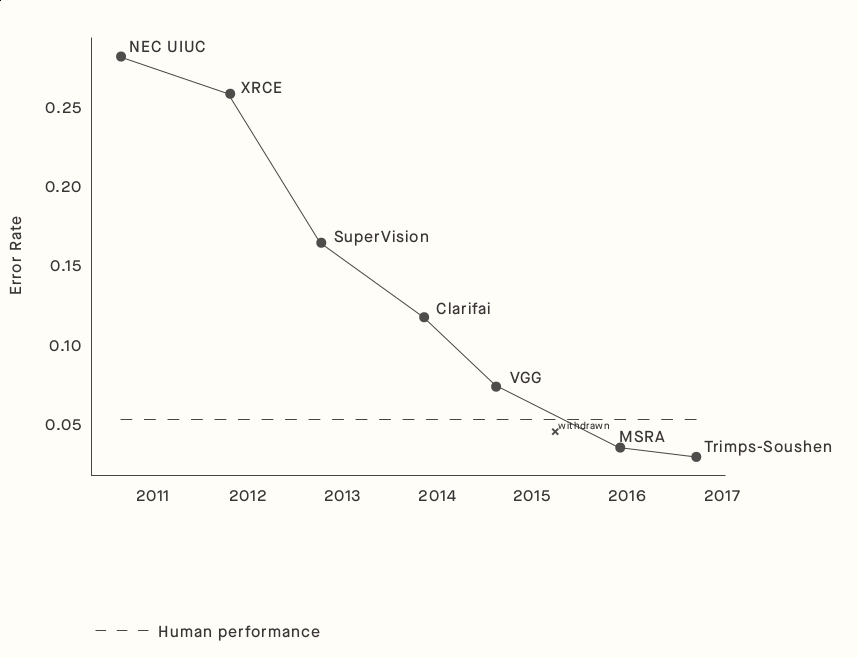 NEC UIUC
XRCE
0.25
0.20
SuperVision
Error Rate
0.15
Clarifai
0.10
VGG
0.05
withdrawn
MSRA
Trimps-Soushen
2011 2012 2013 2014 2015 2016 2017
Human performance